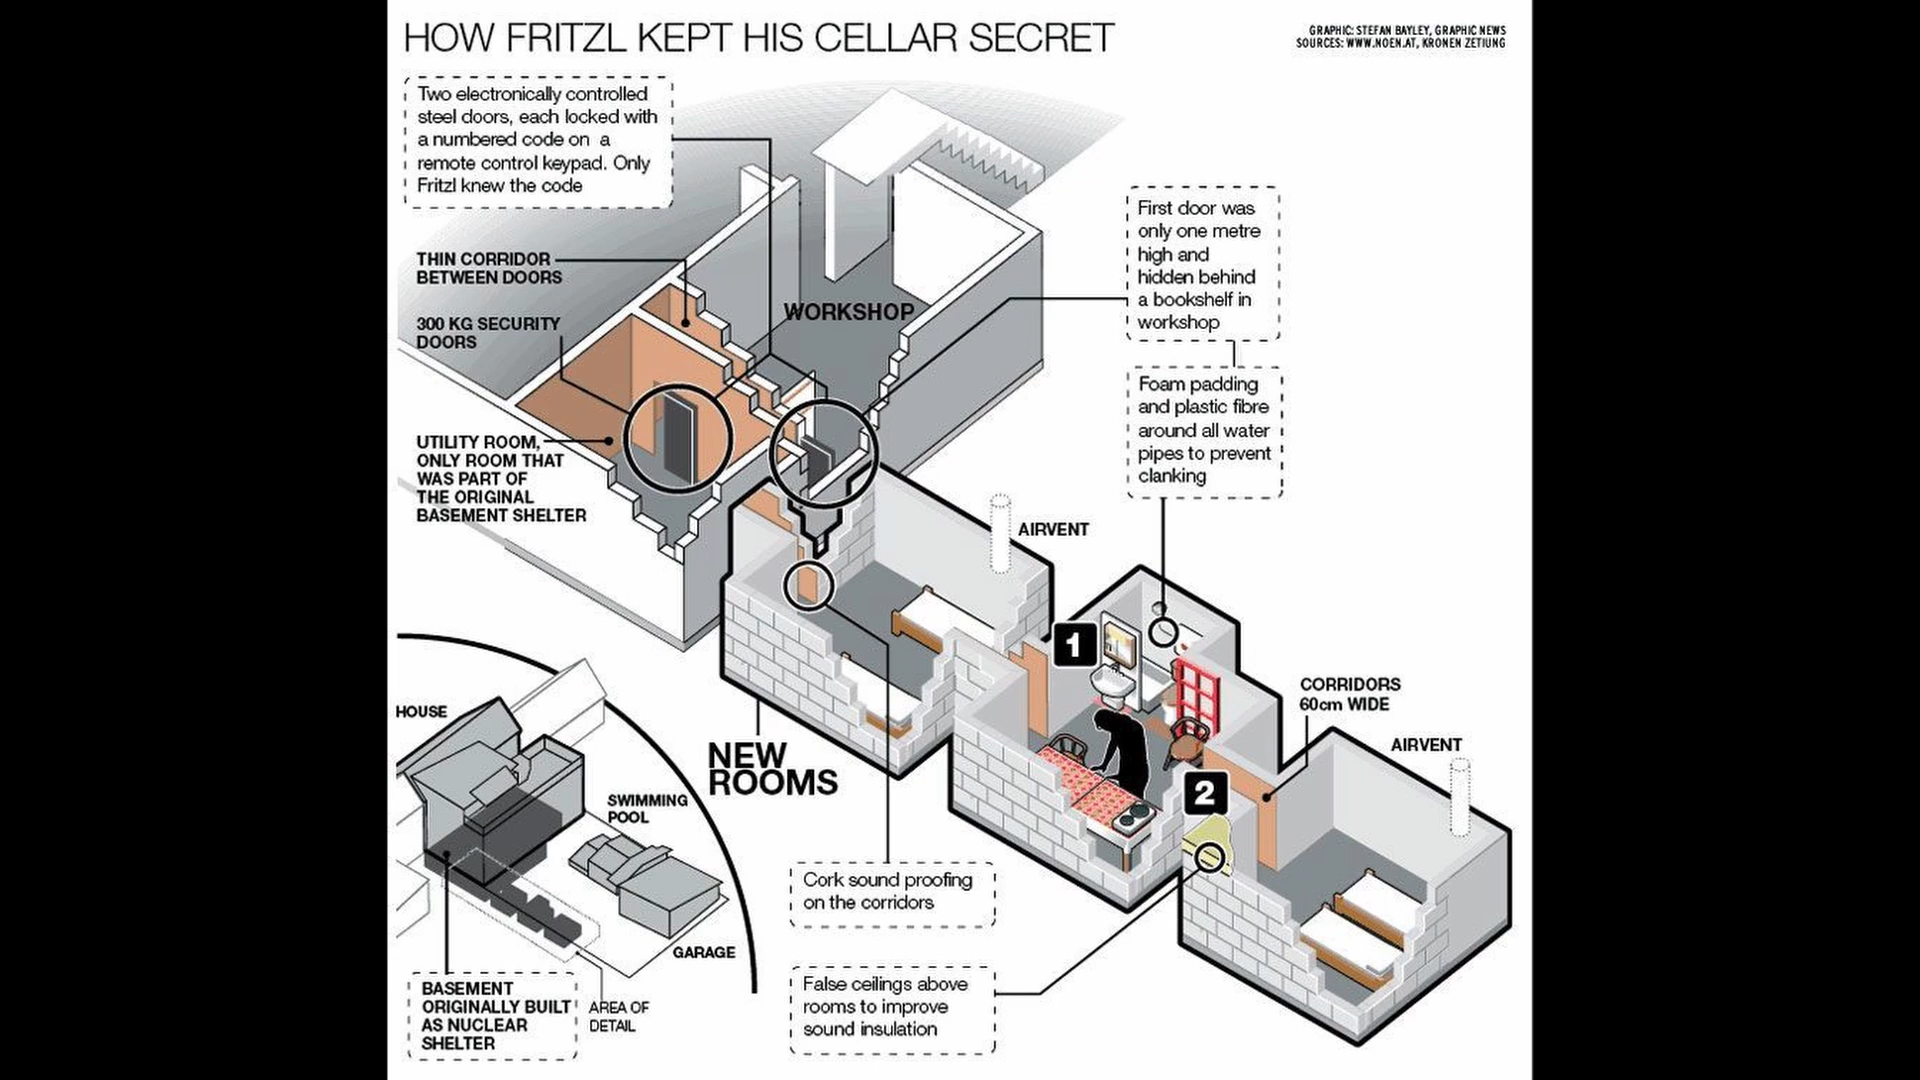 HOW FRITZL KEPT HIS CELLAR SECRET
GRAPHIC: STEFAN BAYLEY, GRAPHIC NEWS
SOURCES: WWW.NOEN.AT, KRONEN ZETIUNG
Two electronically controlled
steel doors, each locked with
a numbered code on a
remote control keypad. Only
Fritzl knew the code
First door was
only one metre
high and
hidden behind
a bookshelf in
workshop
THIN CORRIDOR
BETWEEN DOORS
WORKSHOP
300 KG SECURITY
DOORS
Foam padding
and plastic fibre
around all water
pipes to prevent
clanking
UTILITY ROOM,
ONLY ROOM THAT
WAS PART OF
THE ORIGINAL
BASEMENT SHELTER
AIRVENT
1
CORRIDORS
60cm WIDE
HOUSE
AIRVENT
NEW
ROOMS
2
SWIMMING
POOL
Cork sound proofing
on the corridors
GARAGE
False ceilings above
rooms to improve
sound insulation
BASEMENT
ORIGINALLY BUILT
AS NUCLEAR
SHELTER
AREA OF
DETAIL